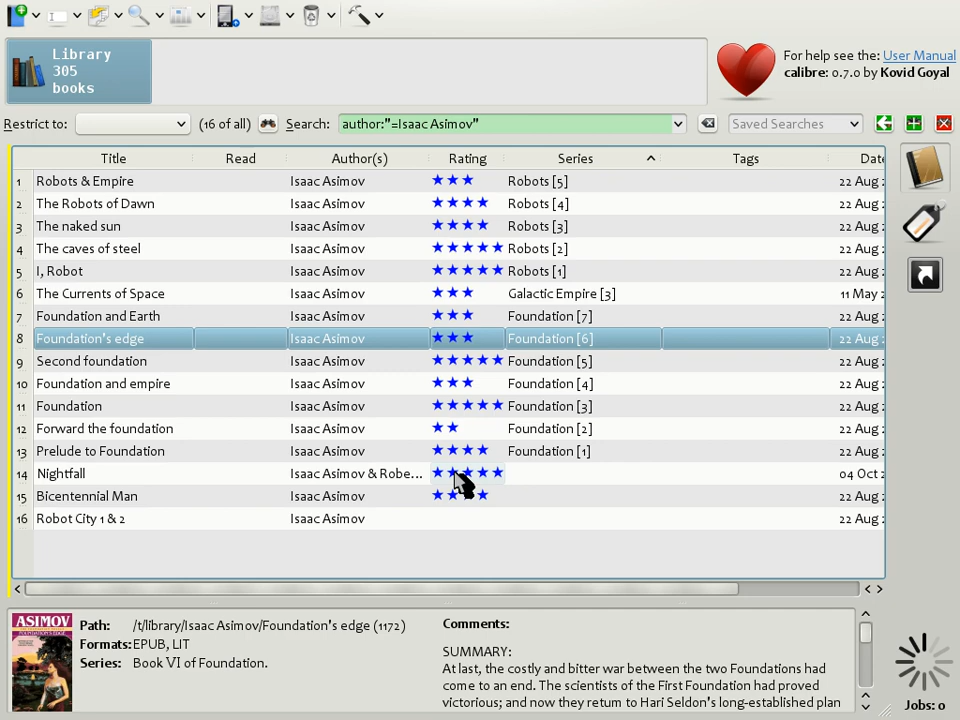 Library
305
books
For help see the: User Manual
calibre: 0.7.0 by Kovid Goyal
Restrict to: (16 of all) Search: author:"=Isaac Asimov" Saved Searches
Title Read Author(s) Rating Series Tags Date
1 Robots & Empire Isaac Asimov ★★★ Robots [5] 22 Aug
2 The Robots of Dawn Isaac Asimov ★★★★ Robots [4] 22 Aug
3 The naked sun Isaac Asimov ★★★★ Robots [3] 22 Aug
4 The caves of steel Isaac Asimov ★★★★★ Robots [2] 22 Aug
5 I, Robot Isaac Asimov ★★★★★ Robots [1] 22 Aug
6 The Currents of Space Isaac Asimov ★★★ Galactic Empire [3] 11 May
7 Foundation and Earth Isaac Asimov ★★★ Foundation [7] 22 Aug
8 Foundation's edge Isaac Asimov ★★★ Foundation [6] 22 Aug
9 Second foundation Isaac Asimov ★★★★★ Foundation [5] 22 Aug
10 Foundation and empire Isaac Asimov ★★★ Foundation [4] 22 Aug
11 Foundation Isaac Asimov ★★★★★ Foundation [3] 22 Aug
12 Forward the foundation Isaac Asimov ★★ Foundation [2] 22 Aug
13 Prelude to Foundation Isaac Asimov ★★★★ Foundation [1] 22 Aug
14 Nightfall Isaac Asimov & Robe... ★★★★★ 04 Oct
15 Bicentennial Man Isaac Asimov ★★★★ 22 Aug
16 Robot City 1 & 2 Isaac Asimov 22 Aug
ASIMOV
Path: /t/library/Isaac Asimov/Foundation's edge (1172)
Formats: EPUB, LIT
Series: Book VI of Foundation.
Comments:
SUMMARY:
At last, the costly and bitter war between the two Foundations had
come to an end. The scientists of the First Foundation had proved
victorious; and now they return to Hari Seldon's long-established plan
Jobs: 0